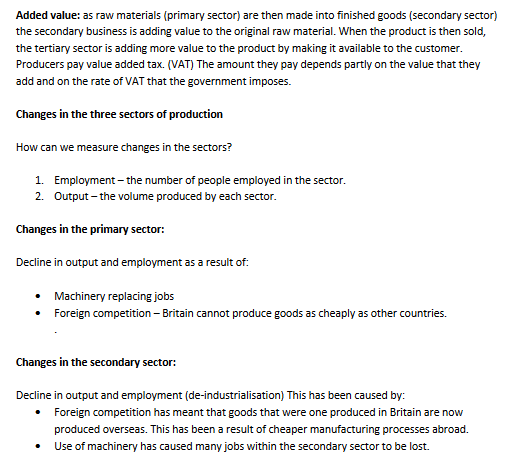 Added value: as raw materials (primary sector) are then made into finished goods (secondary sector)
the secondary business is adding value to the original raw material. When the product is then sold,
the tertiary sector is adding more value to the product by making it available to the customer.
Producers pay value added tax. (VAT) The amount they pay depends partly on the value that they
add and on the rate of VAT that the government imposes.
Changes in the three sectors of production
How can we measure changes in the sectors?
1. Employment – the number of people employed in the sector.
2. Output – the volume produced by each sector.
Changes in the primary sector:
Decline in output and employment as a result of:
• Machinery replacing jobs
• Foreign competition – Britain cannot produce goods as cheaply as other countries.
.
Changes in the secondary sector:
Decline in output and employment (de-industrialisation) This has been caused by:
• Foreign competition has meant that goods that were one produced in Britain are now
produced overseas. This has been a result of cheaper manufacturing processes abroad.
• Use of machinery has caused many jobs within the secondary sector to be lost.